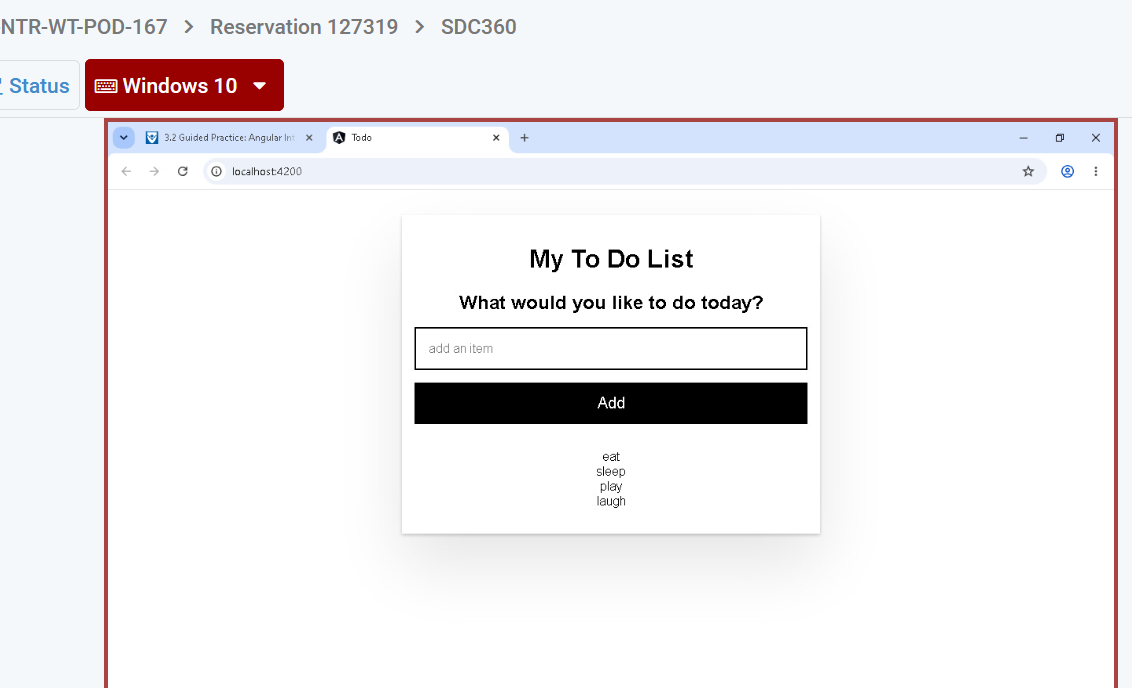 NTR-WT-POD-167 > Reservation 127319 > SDC360
Status
Windows 10
3.2 Guided Practice: Angular Int
Todo
localhost:4200
My To Do List
What would you like to do today?
add an item
Add
eat
sleep
play
laugh